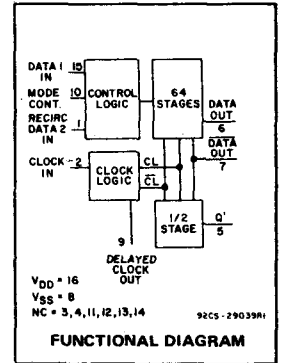 DATA 1 IN 15
MODE CONT. 10
RECIRC DATA 2 IN 1
CONTROL LOGIC
64 STAGES
DATA OUT 6
DATA OUT 7
CLOCK IN 2
CLOCK LOGIC
CL
CL
1/2 STAGE
Q' 5
9
DELAYED CLOCK OUT
VDD = 16
VSS = 8
NC = 3,4,11,12,13,14
92CS-29039R1
FUNCTIONAL DIAGRAM